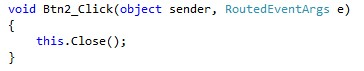 void Btn2_Click(object sender, RoutedEventArgs e)
{
    this.Close();
}